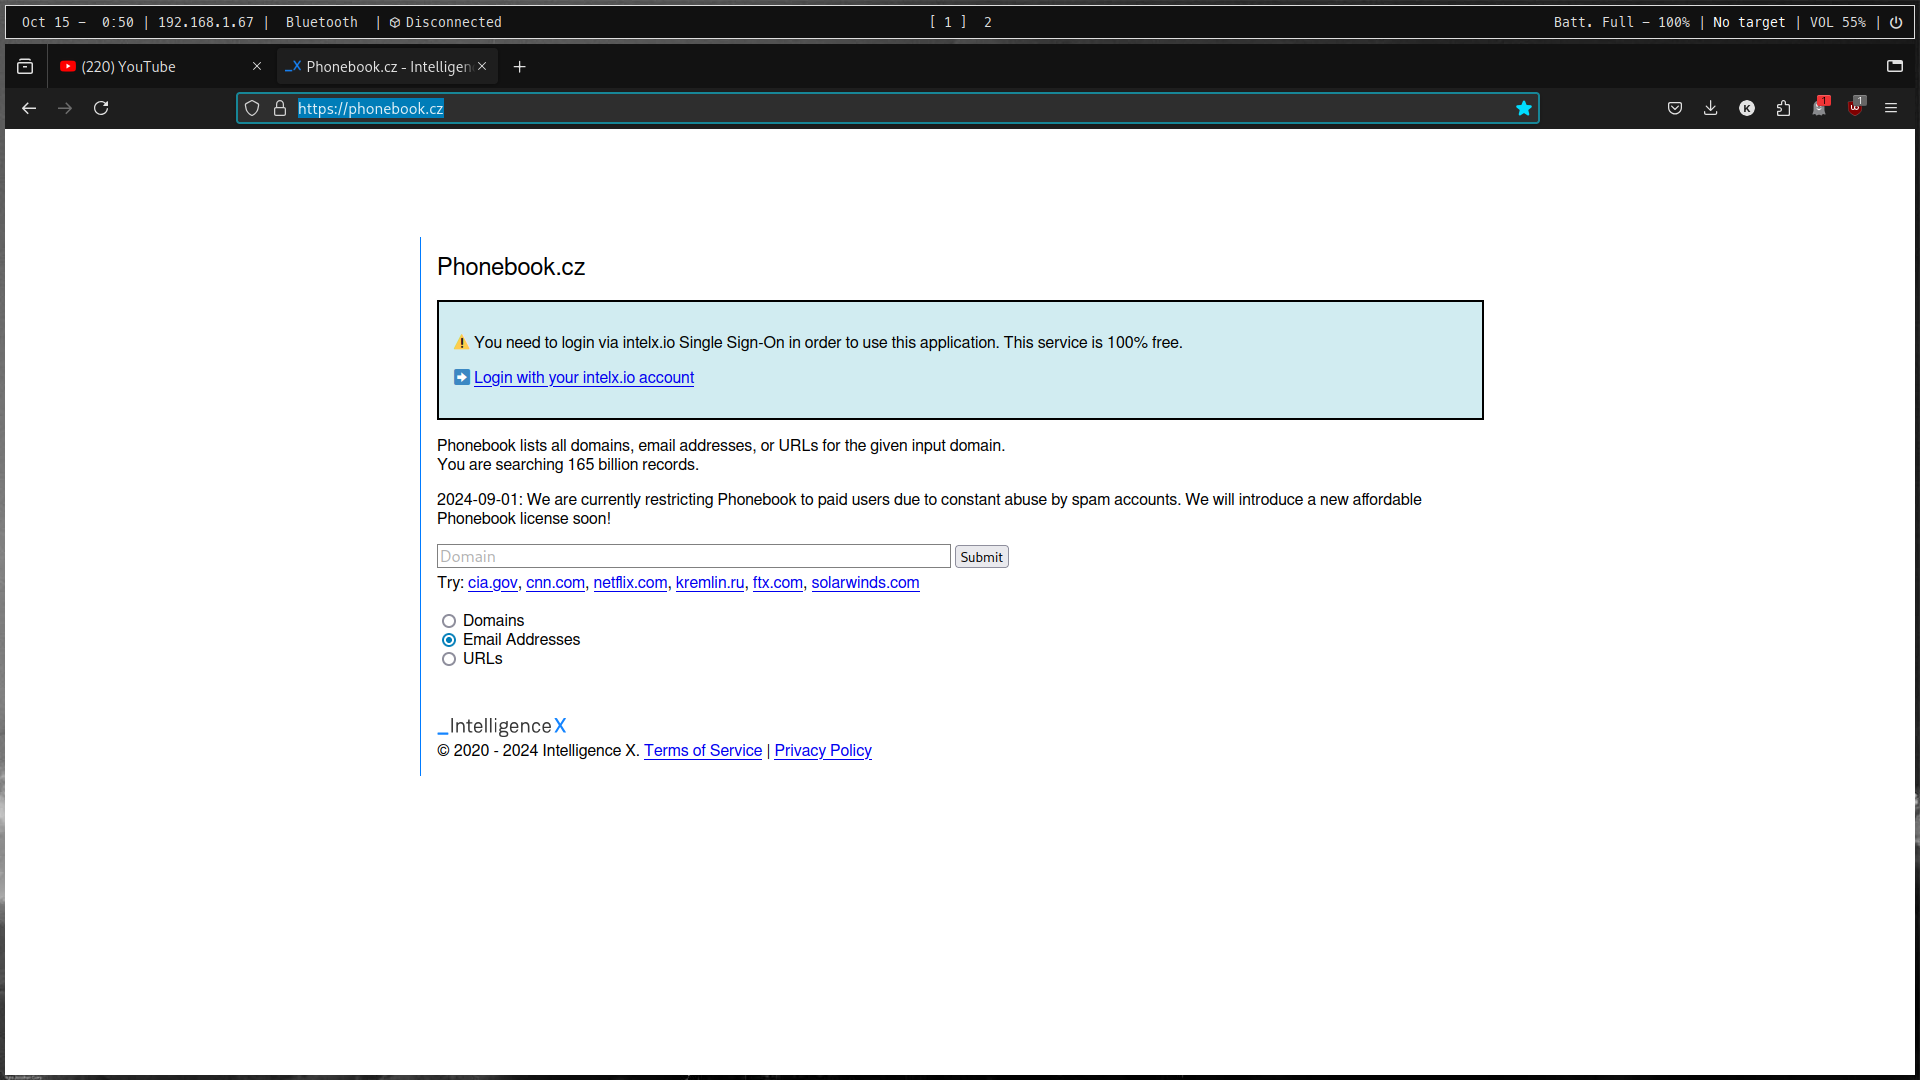 Oct 15 - 0:50 | 192.168.1.67 | Bluetooth | Disconnected [ 1 ] 2 Batt. Full - 100% | No target | VOL 55% |
(220) YouTube Phonebook.cz - Intelligen
https://phonebook.cz K 1 1
Phonebook.cz
You need to login via intelx.io Single Sign-On in order to use this application. This service is 100% free.
Login with your intelx.io account
Phonebook lists all domains, email addresses, or URLs for the given input domain.
You are searching 165 billion records.
2024-09-01: We are currently restricting Phonebook to paid users due to constant abuse by spam accounts. We will introduce a new affordable
Phonebook license soon!
Domain Submit
Try: cia.gov, cnn.com, netflix.com, kremlin.ru, ftx.com, solarwinds.com
Domains
Email Addresses
URLs
_IntelligenceX
© 2020 - 2024 Intelligence X. Terms of Service | Privacy Policy